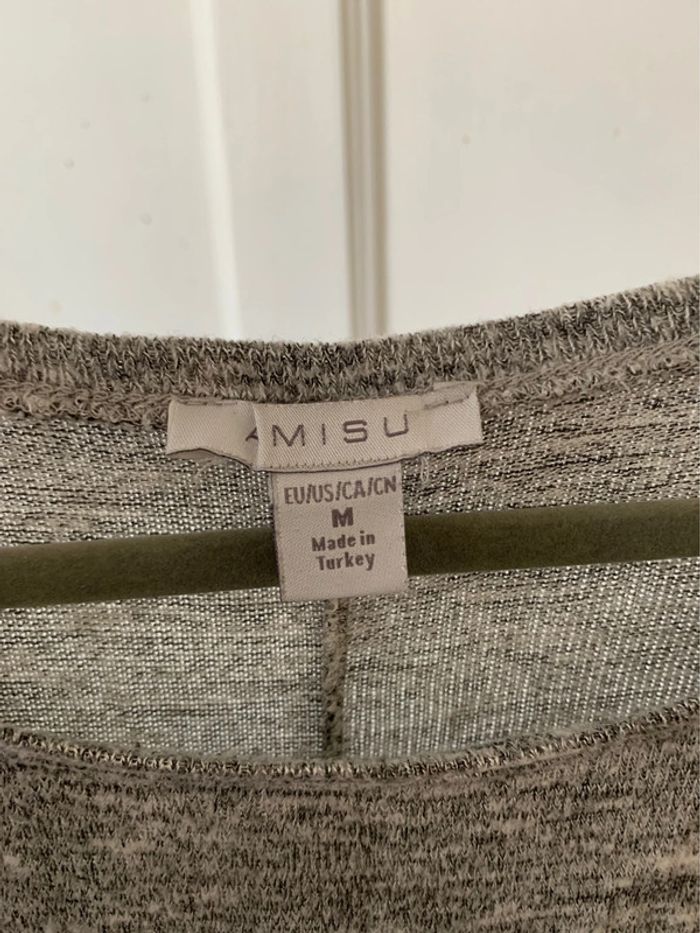 AMISU
EU/US/CA/CN
M
Made in
Turkey